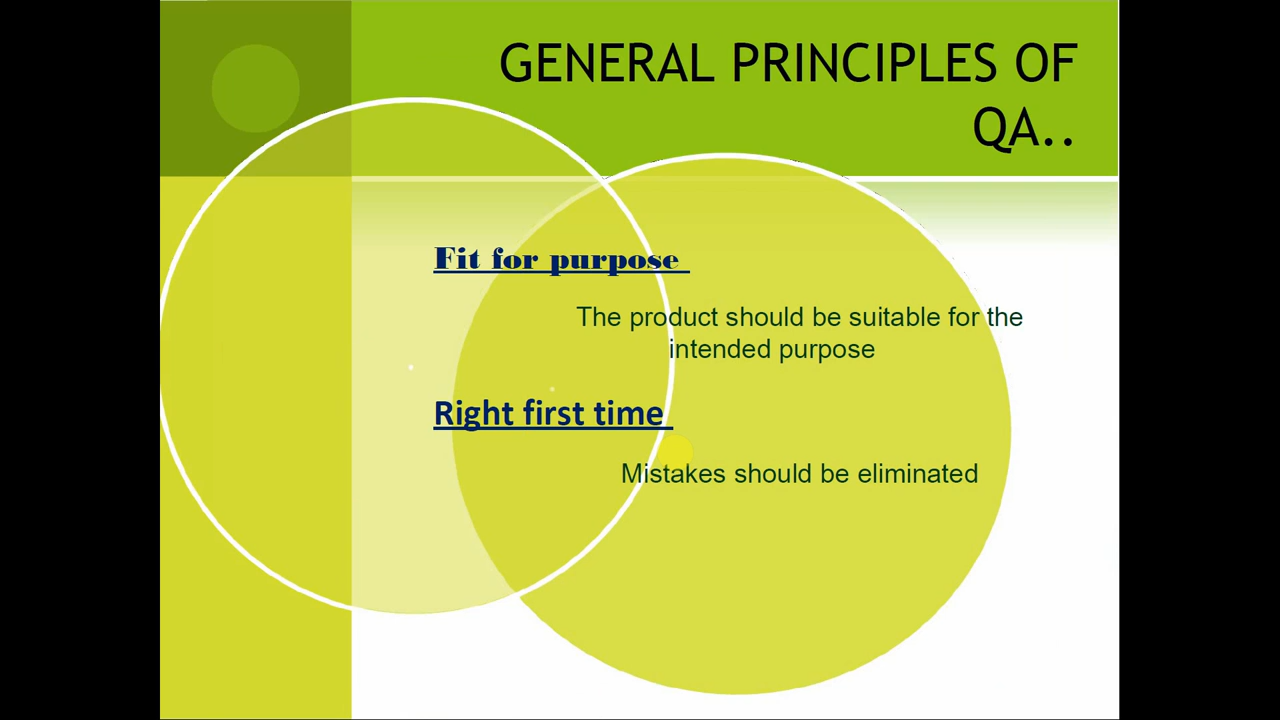 GENERAL PRINCIPLES OF
QA..
Fit for purpose
The product should be suitable for the
intended purpose
Right first time
Mistakes should be eliminated